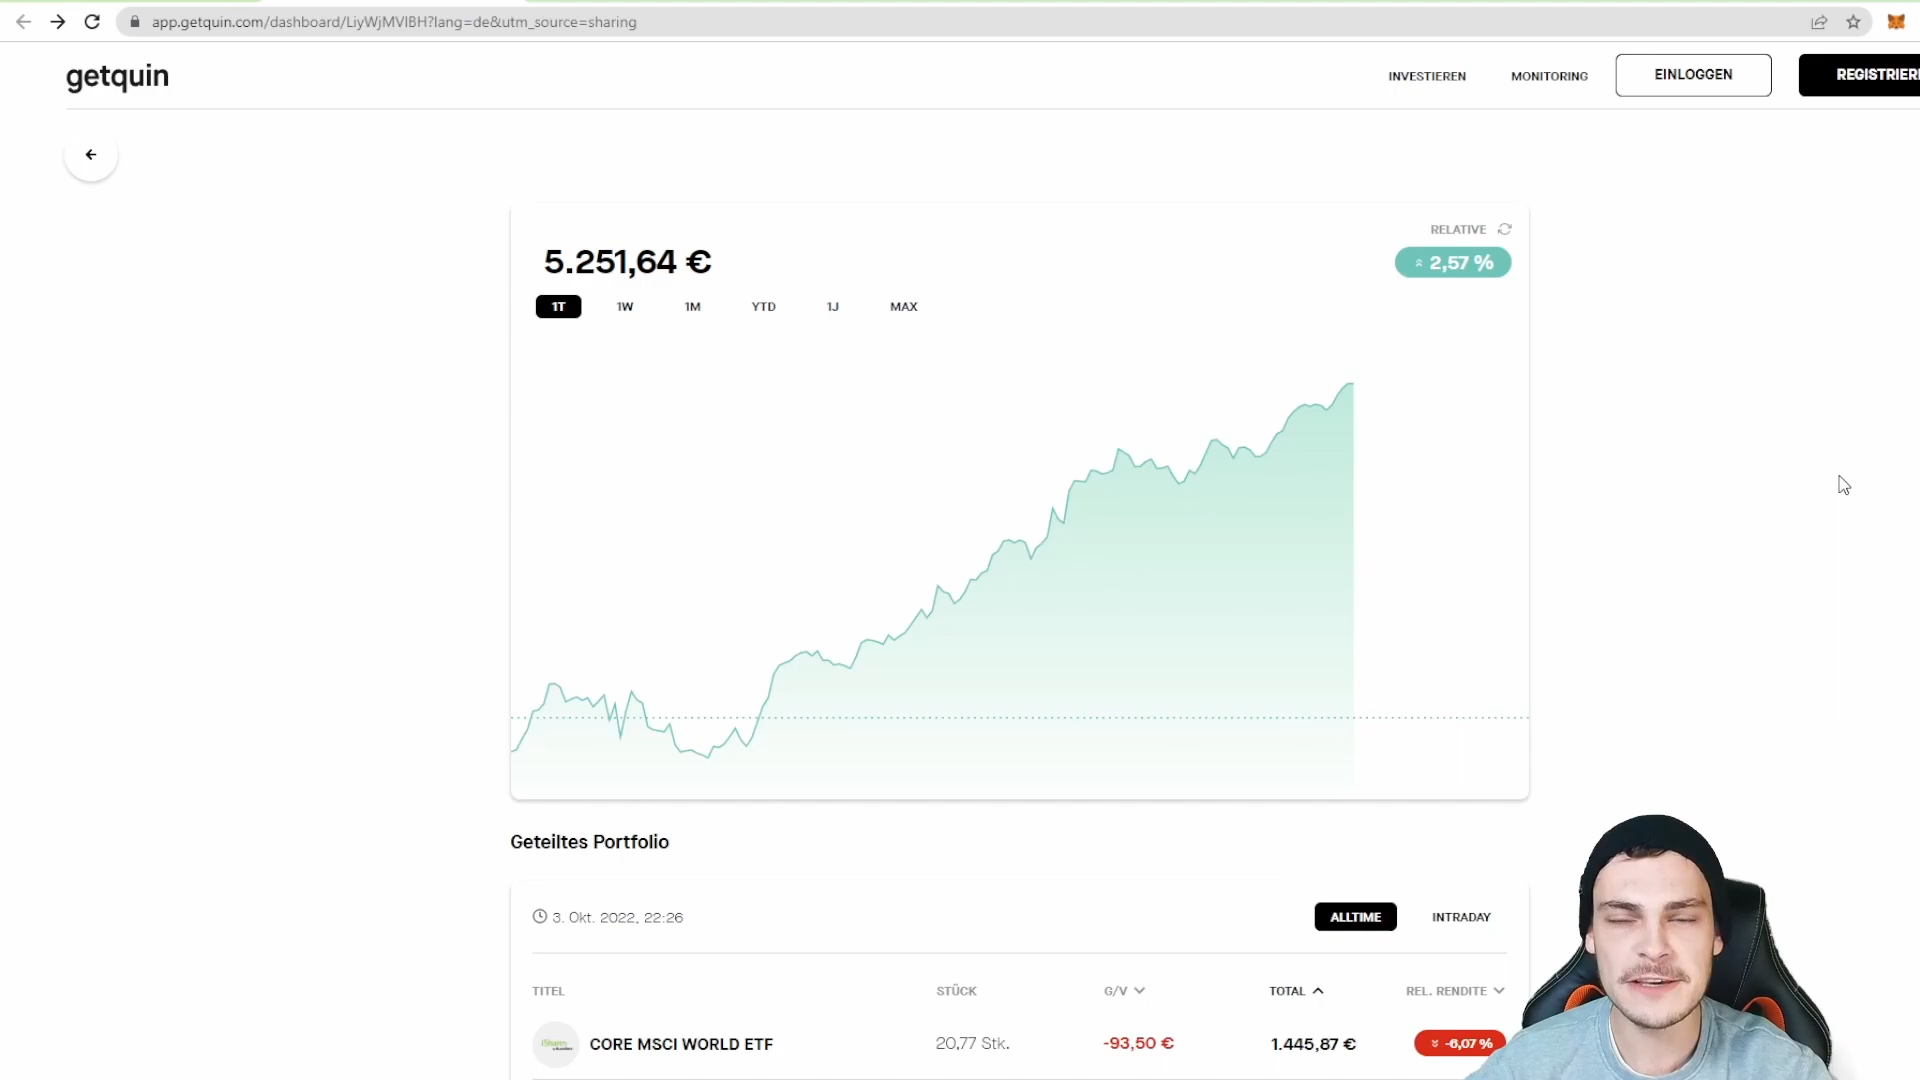 app.getquin.com/dashboard/LiyWjMVlBH?lang=de&utm_source=sharing
getquin
INVESTIEREN
MONITORING
EINLOGGEN
REGISTRIER
RELATIVE
5.251,64 €
2,57 %
1T 1W 1M YTD 1J MAX
Geteiltes Portfolio
3. Okt. 2022, 22:26
ALLTIME
INTRADAY
TITEL STÜCK G/V TOTAL REL. RENDITE
iShares
CORE MSCI WORLD ETF 20,77 Stk. -93,50 € 1.445,87 € -6,07 %